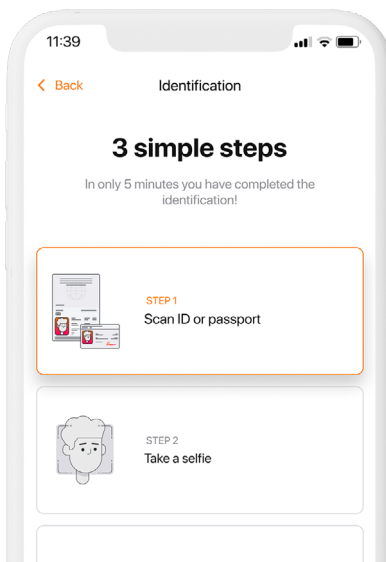 11:39
Back
Identification
3 simple steps
In only 5 minutes you have completed the
identification!
STEP 1
Scan ID or passport
STEP 2
Take a selfie